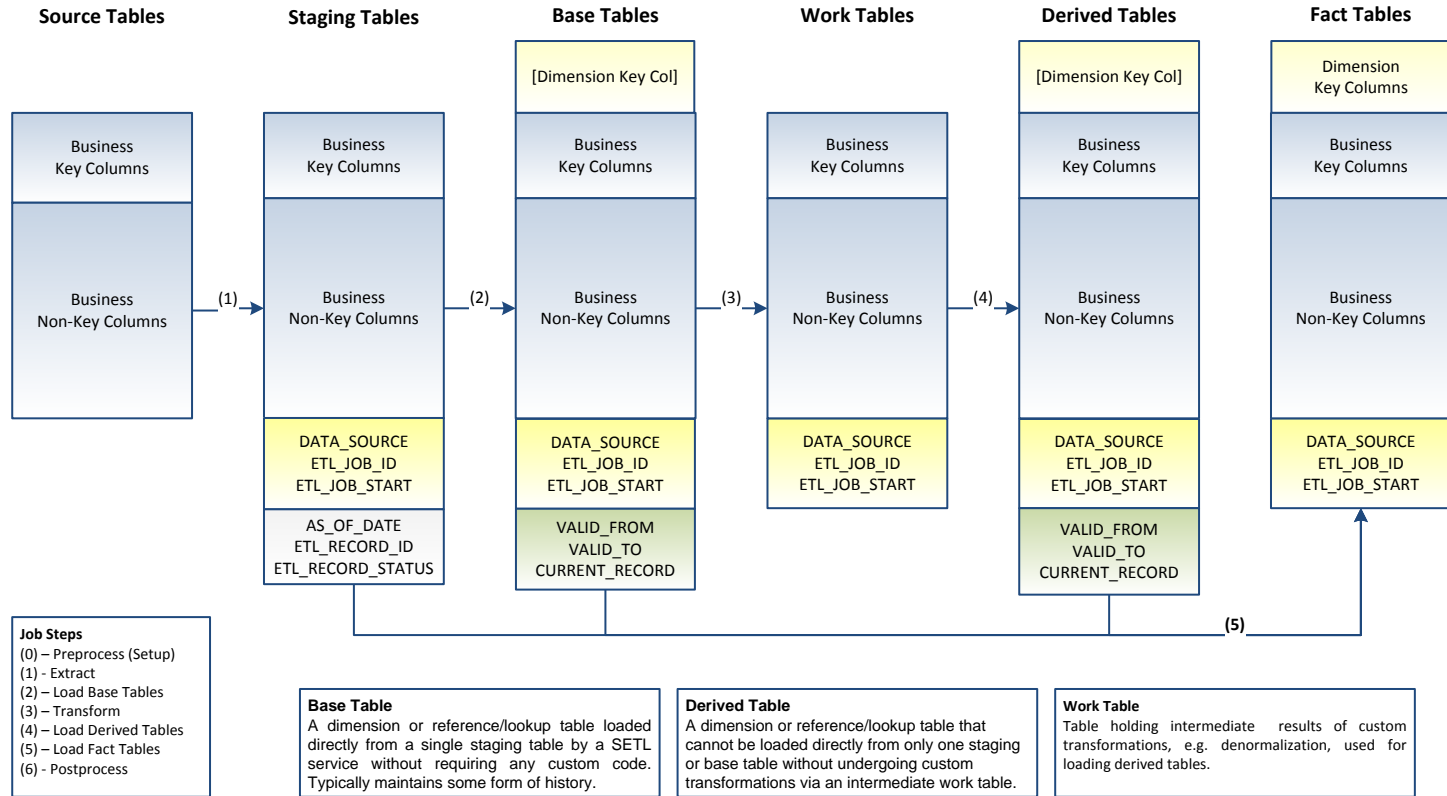 Source Tables
Staging Tables
Base Tables
Work Tables
Derived Tables
Fact Tables
Business
Key Columns
Business
Non-Key Columns
(1)
Business
Key Columns
Business
Non-Key Columns
DATA_SOURCE
ETL_JOB_ID
ETL_JOB_START
AS_OF_DATE
ETL_RECORD_ID
ETL_RECORD_STATUS
(2)
[Dimension Key Col]
Business
Key Columns
Business
Non-Key Columns
DATA_SOURCE
ETL_JOB_ID
ETL_JOB_START
VALID_FROM
VALID_TO
CURRENT_RECORD
(3)
Business
Key Columns
Business
Non-Key Columns
DATA_SOURCE
ETL_JOB_ID
ETL_JOB_START
(4)
[Dimension Key Col]
Business
Key Columns
Business
Non-Key Columns
DATA_SOURCE
ETL_JOB_ID
ETL_JOB_START
VALID_FROM
VALID_TO
CURRENT_RECORD
Dimension
Key Columns
Business
Key Columns
Business
Non-Key Columns
DATA_SOURCE
ETL_JOB_ID
ETL_JOB_START
(5)
Job Steps
(0) – Preprocess (Setup)
(1) - Extract
(2) – Load Base Tables
(3) – Transform
(4) – Load Derived Tables
(5) – Load Fact Tables
(6) – Postprocess
Base Table
A dimension or reference/lookup table loaded
directly from a single staging table by a SETL
service without requiring any custom code.
Typically maintains some form of history.
Derived Table
A dimension or reference/lookup table that
cannot be loaded directly from only one staging
or base table without undergoing custom
transformations via an intermediate work table.
Work Table
Table holding intermediate results of custom
transformations, e.g. denormalization, used for
loading derived tables.